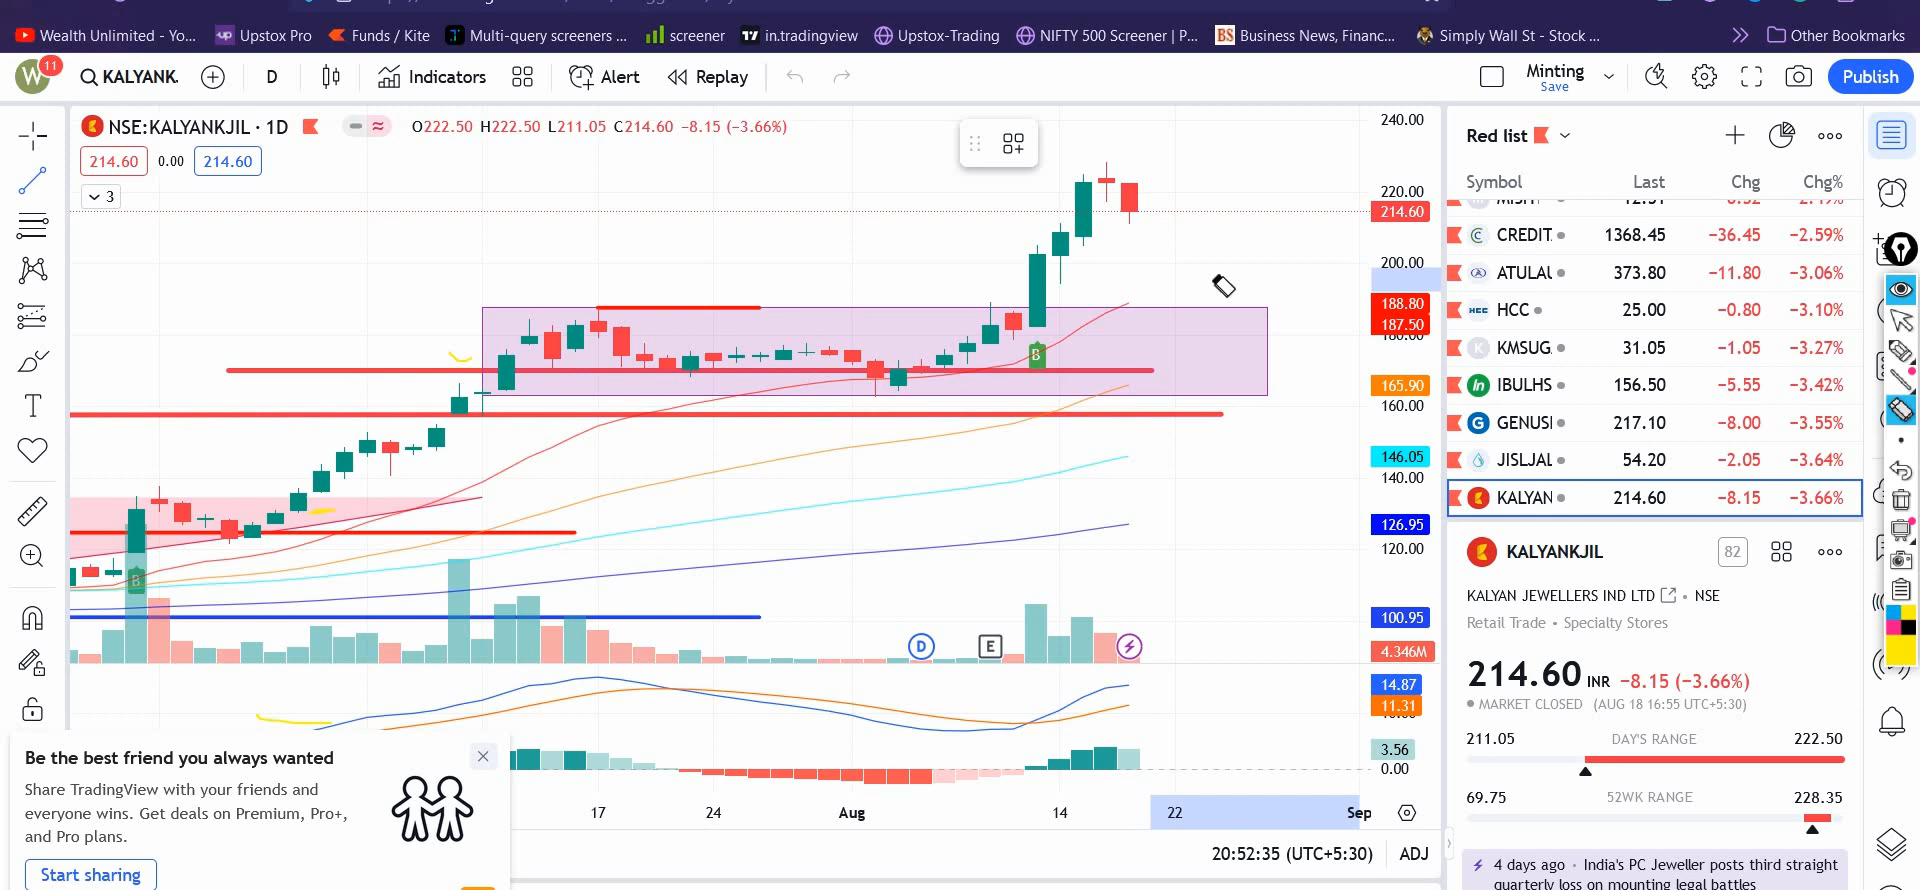 Wealth Unlimited - Yo...
Upstox Pro
Funds / Kite
Multi-query screeners ...
screener
in.tradingview
Upstox-Trading
NIFTY 500 Screener | P...
BS Business News, Financ...
Simply Wall St - Stock ...
Other Bookmarks
W 11
KALYANK.
D
Indicators
Alert
Replay
Minting
Save
Publish
NSE:KALYANKJIL · 1D
O222.50 H222.50 L211.05 C214.60 −8.15 (−3.66%)
214.60 0.00 214.60
3
240.00
220.00
214.60
200.00
188.80
187.50
180.00
165.90
160.00
146.05
140.00
126.95
120.00
100.95
4.346M
14.87
11.31
3.56
0.00
B
B
D
E
17 24 Aug 14 22 Sep
20:52:35 (UTC+5:30) ADJ
Be the best friend you always wanted
Share TradingView with your friends and
everyone wins. Get deals on Premium, Pro+,
and Pro plans.
Start sharing
Red list
Symbol Last Chg Chg%
CREDIT. 1368.45 −36.45 −2.59%
ATULAU 373.80 −11.80 −3.06%
HCC 25.00 −0.80 −3.10%
KMSUG. 31.05 −1.05 −3.27%
IBULHS 156.50 −5.55 −3.42%
GENUSI 217.10 −8.00 −3.55%
JISLJAL 54.20 −2.05 −3.64%
KALYAN 214.60 −8.15 −3.66%
KALYANKJIL
82
KALYAN JEWELLERS IND LTD • NSE
Retail Trade • Specialty Stores
214.60 INR −8.15 (−3.66%)
MARKET CLOSED (AUG 18 16:55 UTC+5:30)
211.05 DAY'S RANGE 222.50
69.75 52WK RANGE 228.35
4 days ago · India's PC Jeweller posts third straight
quarterly loss on mounting legal battles